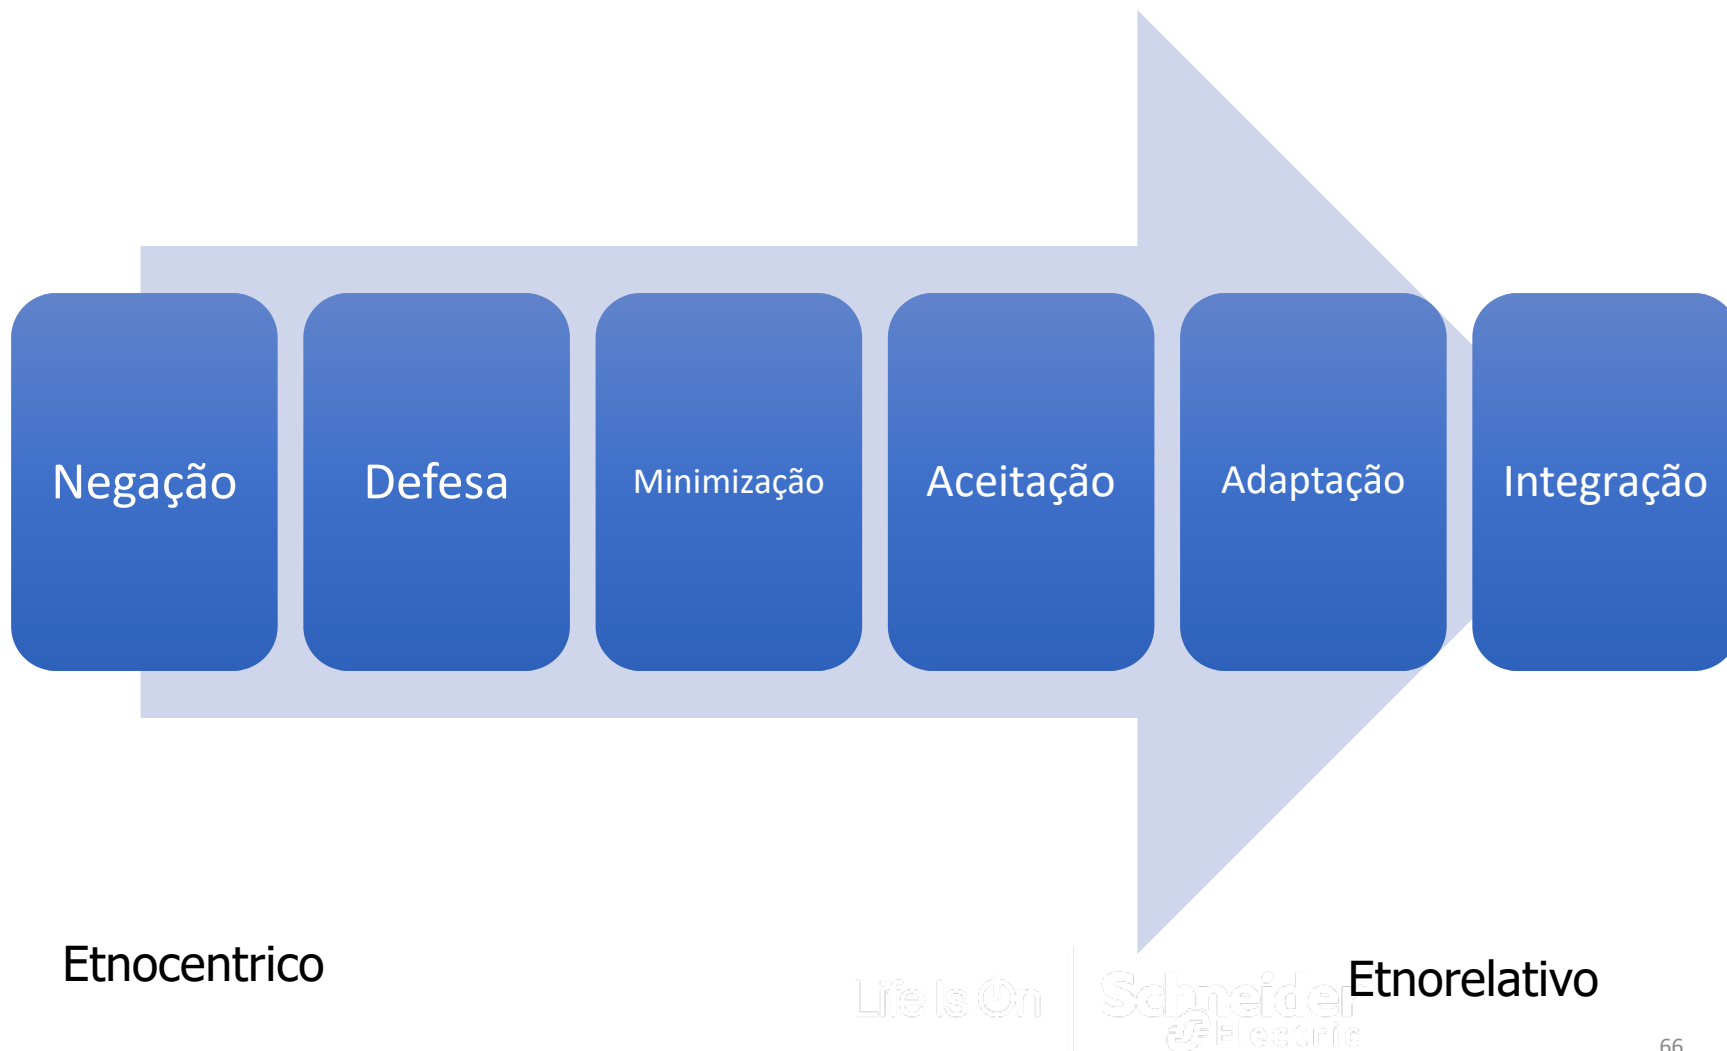 Negação
Defesa
Minimização
Aceitação
Adaptação
Integração
Etnocentrico
Etnorelativo
Life Is On
Schneider
Electric
66